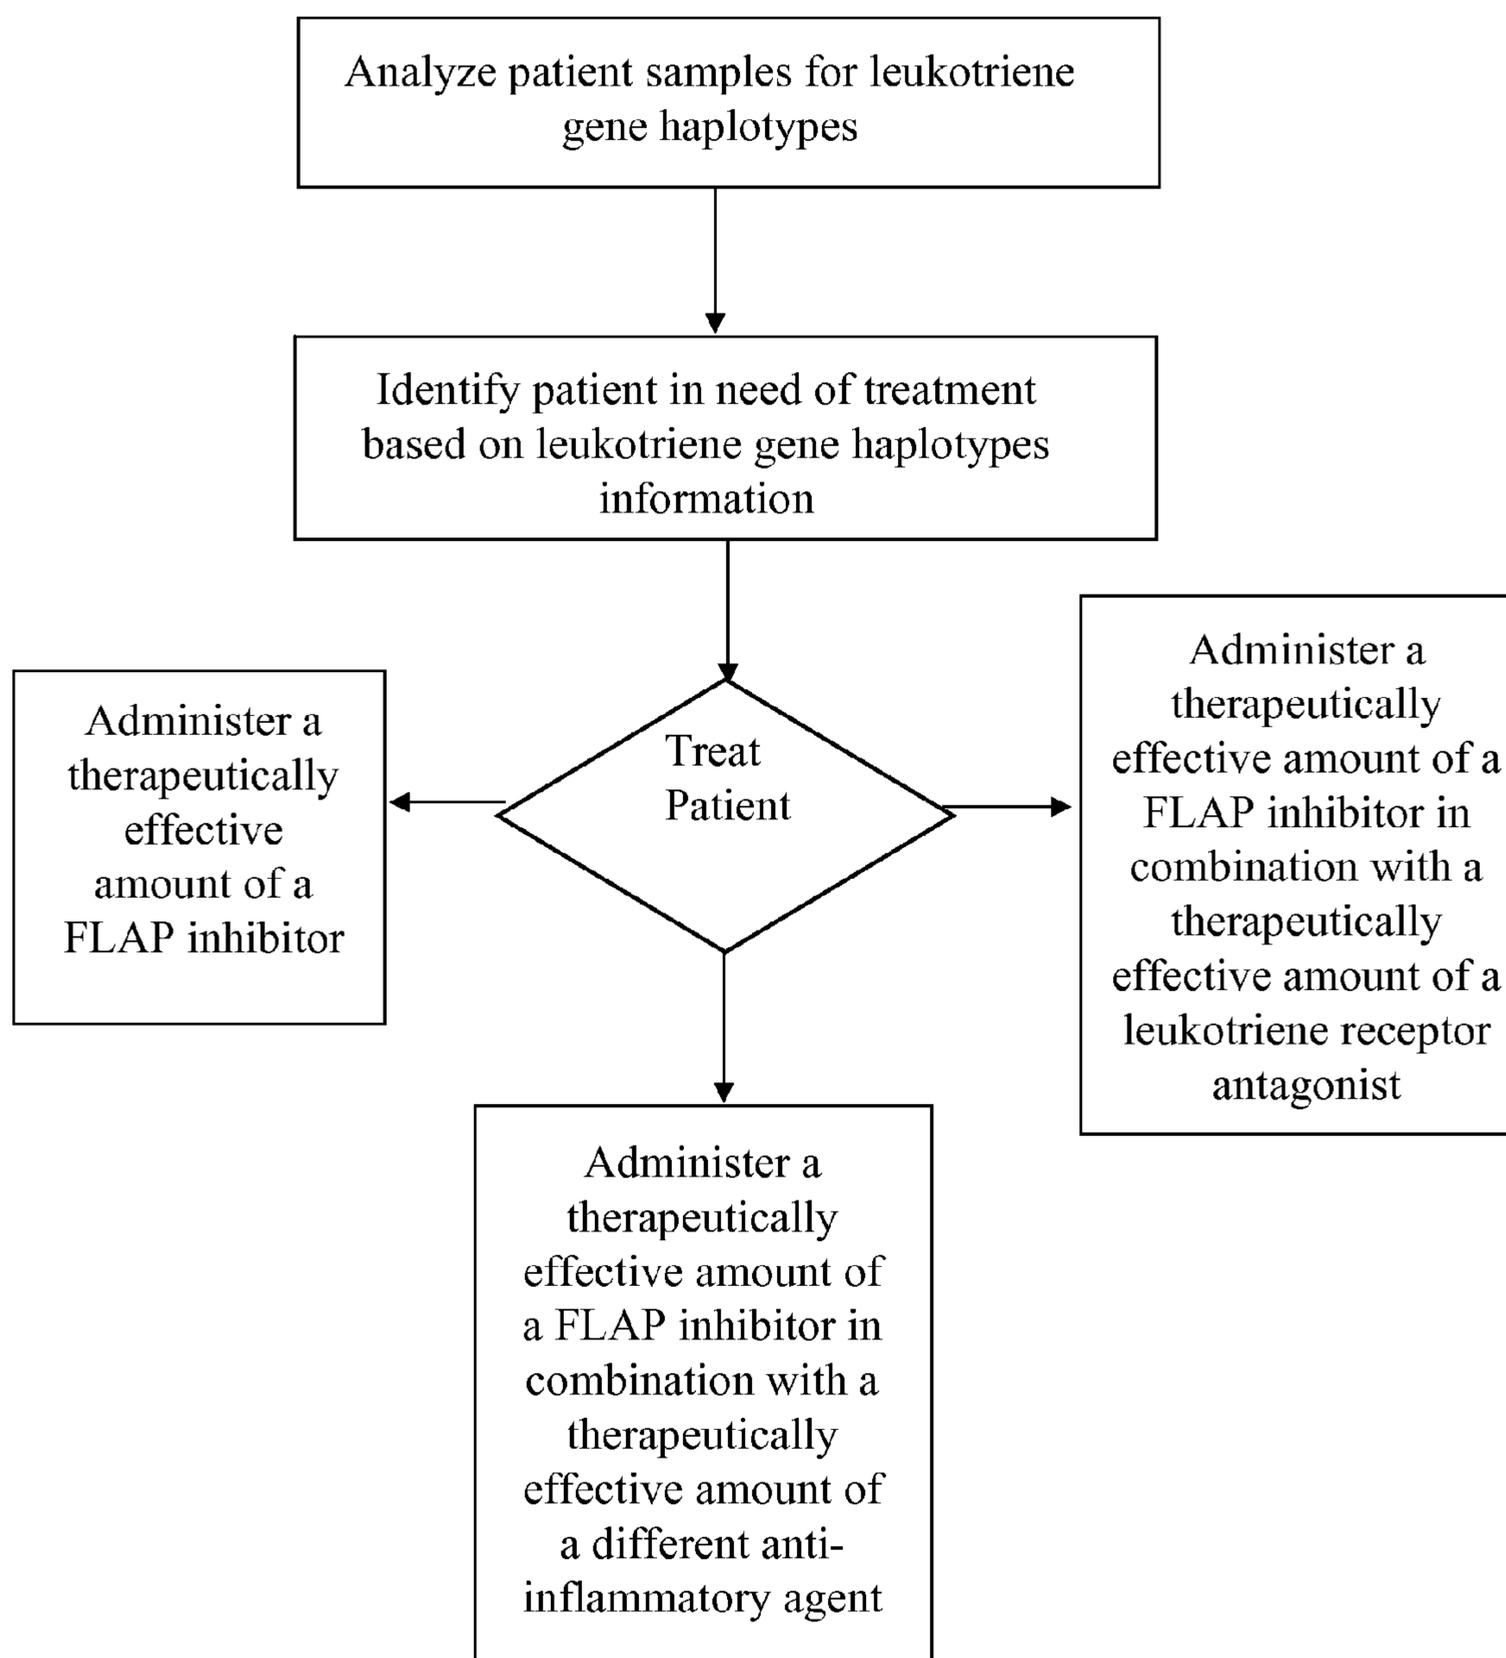 Analyze patient samples for leukotriene
gene haplotypes
Identify patient in need of treatment
based on leukotriene gene haplotypes
information
Treat
Patient
Administer a
therapeutically
effective
amount of a
FLAP inhibitor
Administer a
therapeutically
effective amount of a
FLAP inhibitor in
combination with a
therapeutically
effective amount of a
leukotriene receptor
antagonist
Administer a
therapeutically
effective amount of
a FLAP inhibitor in
combination with a
therapeutically
effective amount of
a different anti-
inflammatory agent